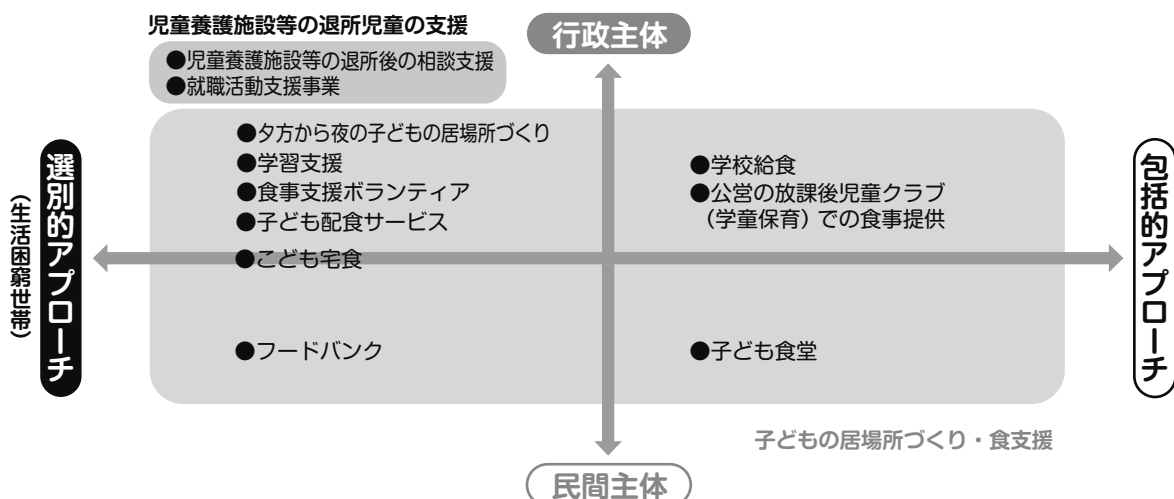 児童養護施設等の退所児童の支援
行政主体
●児童養護施設等の退所後の相談支援
●就職活動支援事業
選別的アプローチ
(生活困窮世帯)
●夕方から夜の子どもの居場所づくり
●学習支援
●食事支援ボランティア
●子ども配食サービス
●こども宅食
●フードバンク
●学校給食
●公営の放課後児童クラブ
(学童保育)での食事提供
●子ども食堂
包括的アプローチ
子どもの居場所づくり・食支援
民間主体